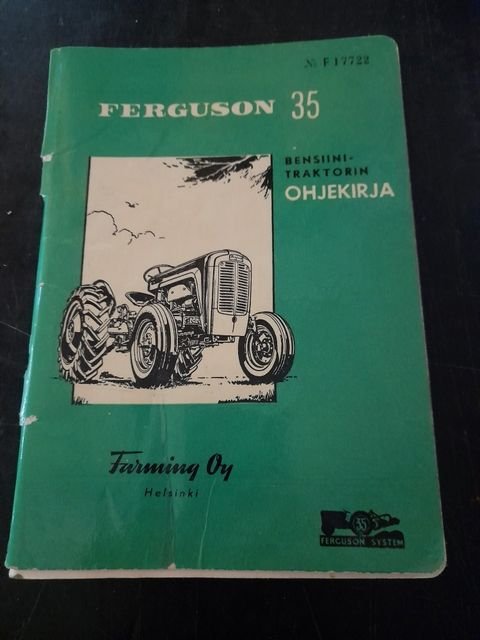 № F 17722
FERGUSON 35
BENSIINI-
TRAKTORIN
OHJEKIRJA
Farming Oy
Helsinki
35
FERGUSON SYSTEM